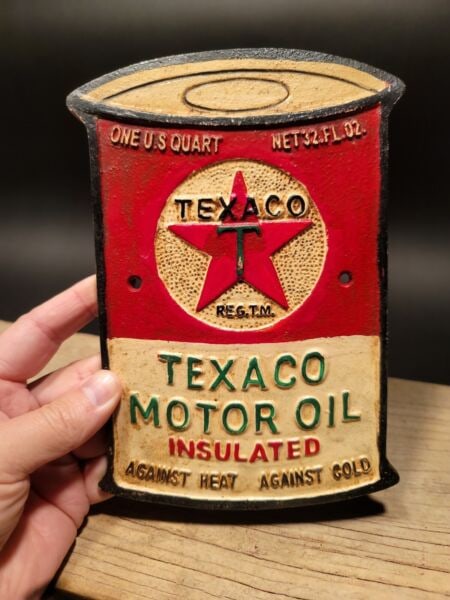 ONE U.S QUART NET 32.FL.OZ.
TEXACO
T
REG.T.M.
TEXACO
MOTOR OIL
INSULATED
AGAINST HEAT AGAINST COLD